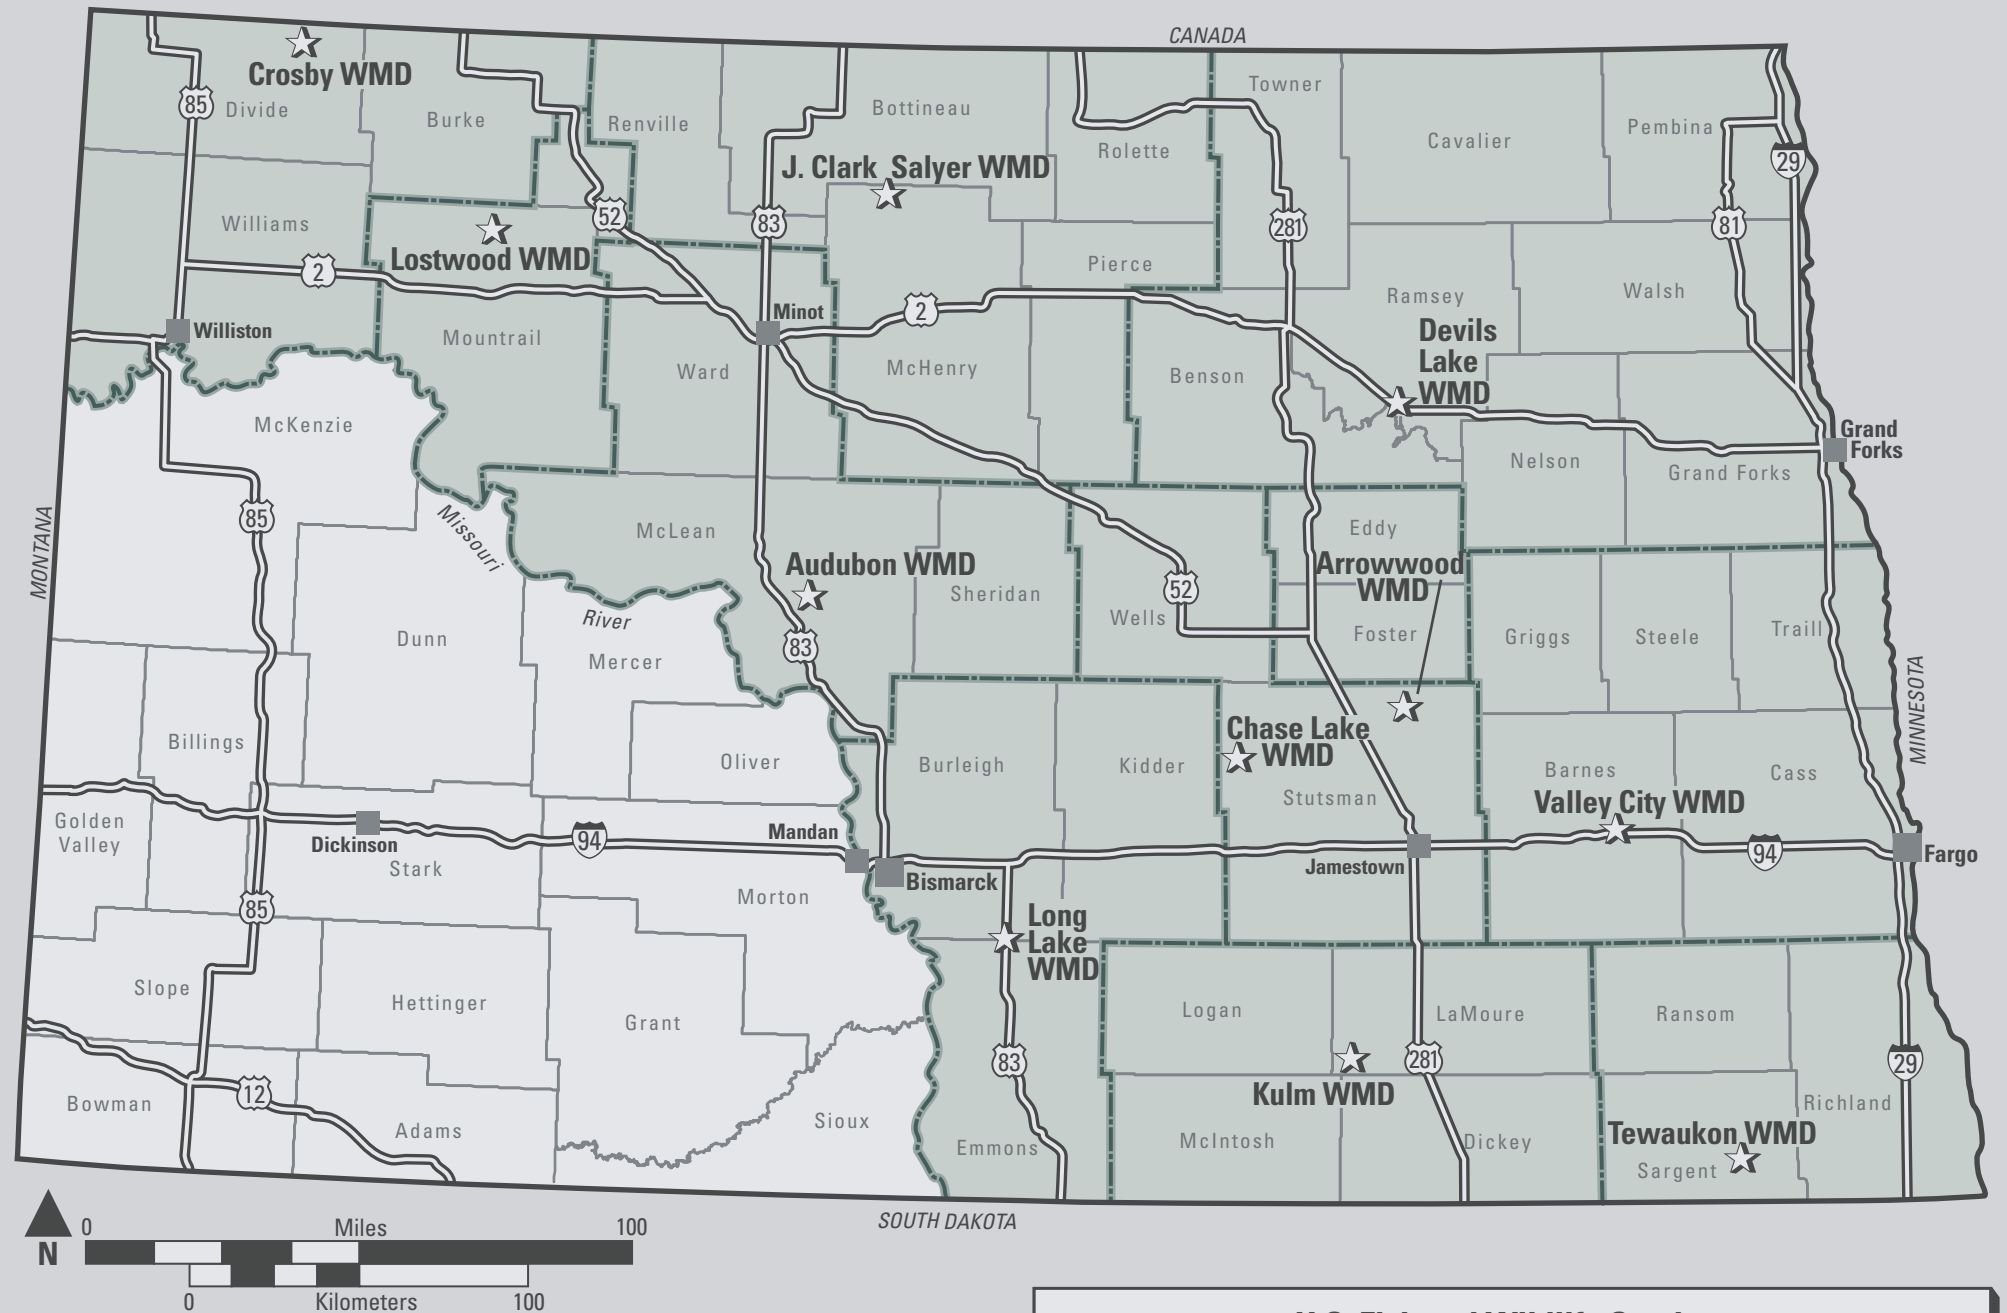 CANADA
Crosby WMD
85
Divide
Burke
Renville
Bottineau
Towner
Rolette
Cavalier
Pembina
29
J. Clark Salyer WMD
Williams
52
83
281
81
Lostwood WMD
2
Pierce
Ramsey
Walsh
Williston
Mountrail
Minot
2
Ward
McHenry
Benson
Devils
Lake
WMD
McKenzie
Grand
Forks
Nelson
Grand Forks
85
MONTANA
Missouri
River
McLean
Eddy
Audubon WMD
Arrowwood
WMD
Sheridan
52
Wells
Foster
Griggs
Steele
Traill
Dunn
Mercer
83
MINNESOTA
Billings
Oliver
Burleigh
Kidder
Chase Lake
WMD
Stutsman
Barnes
Cass
Valley City WMD
Golden
Valley
Dickinson
Stark
94
Mandan
Bismarck
Jamestown
94
Fargo
85
Morton
Long
Lake
WMD
Slope
Hettinger
Grant
Logan
LaMoure
Ransom
83
281
29
12
Bowman
Adams
Sioux
Emmons
Kulm WMD
McIntosh
Dickey
Richland
Tewaukon WMD
Sargent
SOUTH DAKOTA
N
0 Miles 100
0 Kilometers 100